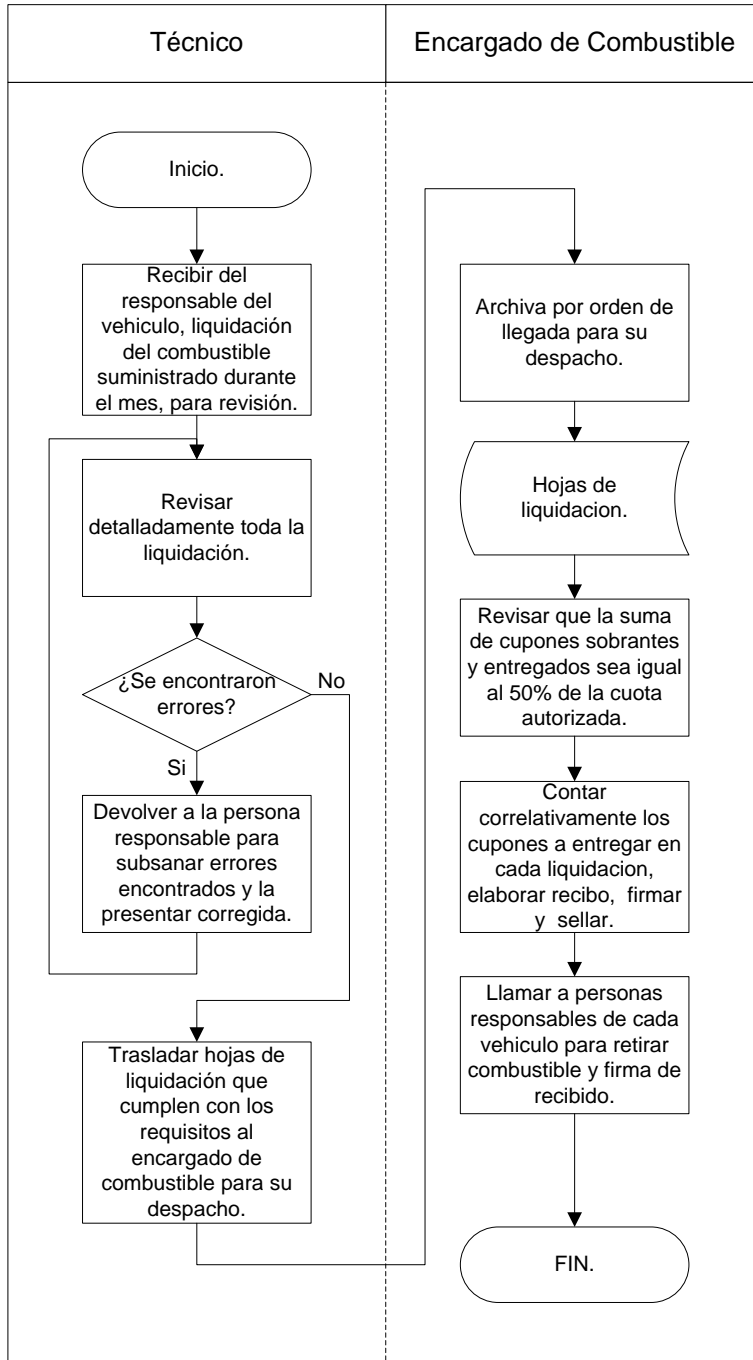 Técnico
Encargado de Combustible
Inicio.
Recibir del
responsable del
vehiculo, liquidación
del combustible
suministrado durante
el mes, para revisión.
Revisar
detalladamente toda la
liquidación.
¿Se encontraron
errores?
No
Si
Devolver a la persona
responsable para
subsanar errores
encontrados y la
presentar corregida.
Trasladar hojas de
liquidación que
cumplen con los
requisitos al
encargado de
combustible para su
despacho.
Archiva por orden de
llegada para su
despacho.
Hojas de
liquidacion.
Revisar que la suma
de cupones sobrantes
y entregados sea igual
al 50% de la cuota
autorizada.
Contar
correlativamente los
cupones a entregar en
cada liquidacion,
elaborar recibo, firmar
y sellar.
Llamar a personas
responsables de cada
vehiculo para retirar
combustible y firma de
recibido.
FIN.